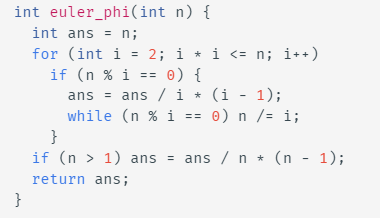 int euler_phi(int n) {
  int ans = n;
  for (int i = 2; i * i <= n; i++)
    if (n % i == 0) {
      ans = ans / i * (i - 1);
      while (n % i == 0) n /= i;
    }
  if (n > 1) ans = ans / n * (n - 1);
  return ans;
}